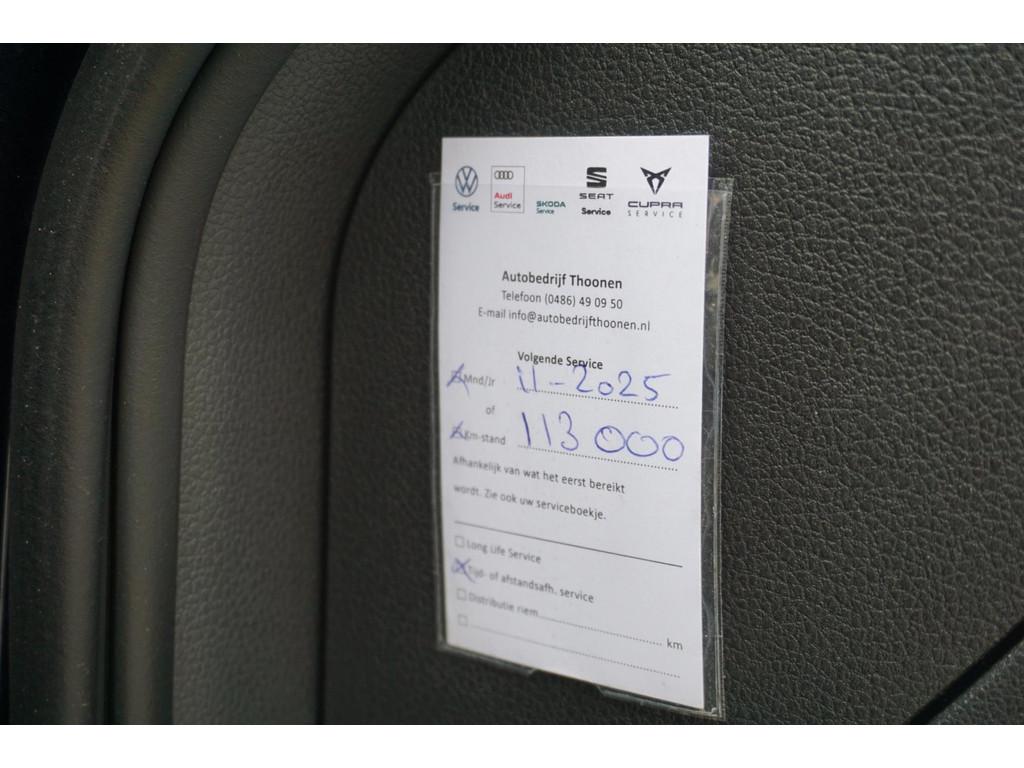 Service
Audi
Service
SKODA
Service
SEAT
Service
CUPRA
SERVICE
Autobedrijf Thoonen
Telefoon (0486) 49 09 50
E-mail info@autobedrijfthoonen.nl
Volgende Service
Mnd/Jr 11-2025
of
Km-stand 113 000
Afhankelijk van wat het eerst bereikt
wordt. Zie ook uw serviceboekje.
Long Life Service
Tijd- of afstandsafh. service
Distributie riem km